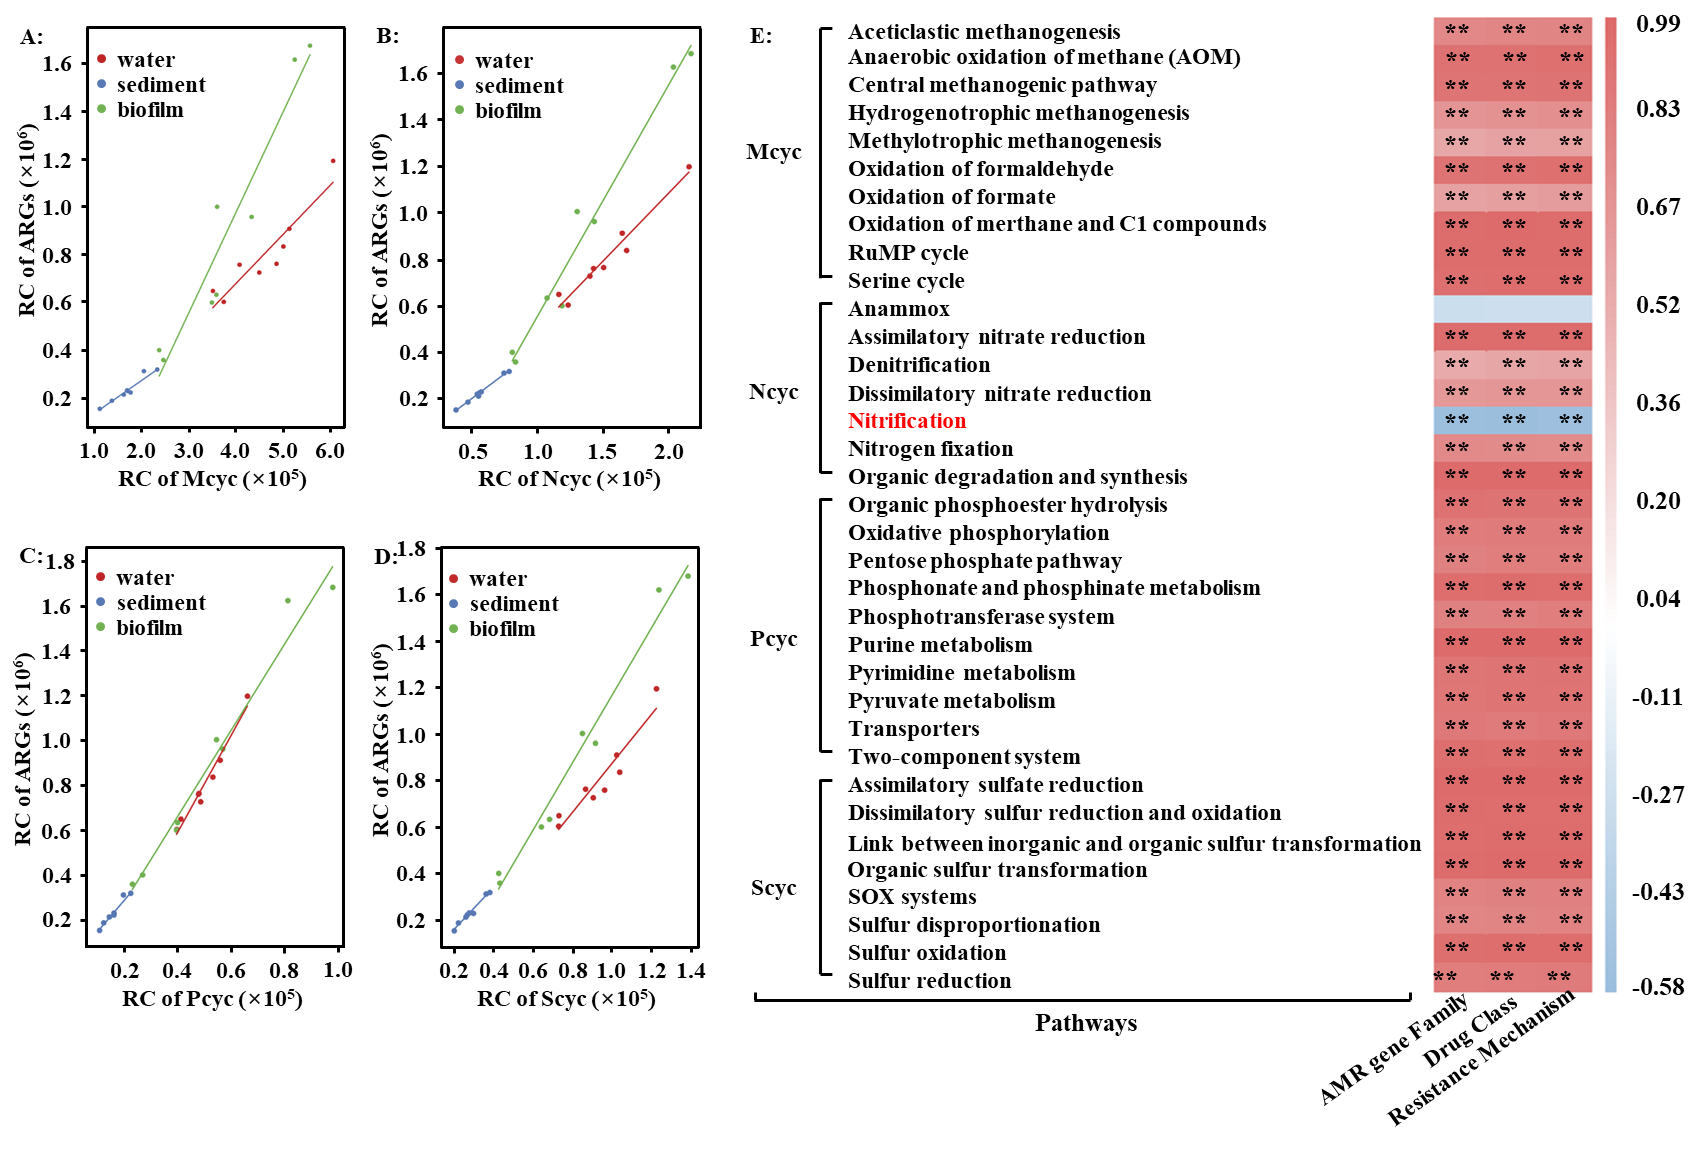 A:
water
sediment
biofilm
1.6
1.4
1.2
1.0
0.8
0.6
0.4
0.2
RC of ARGs (×10⁶)
1.0 2.0 3.0 4.0 5.0 6.0
RC of Mcyc (×10⁵)
B:
water
sediment
biofilm
1.6
1.4
1.2
1.0
0.8
0.6
0.4
0.2
RC of ARGs (×10⁶)
0.5 1.0 1.5 2.0
RC of Ncyc (×10⁵)
C:
water
sediment
biofilm
1.8
1.6
1.4
1.2
1.0
0.8
0.6
0.4
0.2
RC of ARGs (×10⁶)
0.2 0.4 0.6 0.8 1.0
RC of Pcyc (×10⁵)
D:
water
sediment
biofilm
1.8
1.6
1.4
1.2
1.0
0.8
0.6
0.4
0.2
RC of ARGs (×10⁶)
0.2 0.4 0.6 0.8 1.0 1.2 1.4
RC of Scyc (×10⁵)
E:
Mcyc
Aceticlastic methanogenesis ** ** **
Anaerobic oxidation of methane (AOM) ** ** **
Central methanogenic pathway ** ** **
Hydrogenotrophic methanogenesis ** ** **
Methylotrophic methanogenesis ** ** **
Oxidation of formaldehyde ** ** **
Oxidation of formate ** ** **
Oxidation of merthane and C1 compounds ** ** **
RuMP cycle ** ** **
Serine cycle ** ** **
Ncyc
Anammox
Assimilatory nitrate reduction ** ** **
Denitrification ** ** **
Dissimilatory nitrate reduction ** ** **
Nitrification ** ** **
Nitrogen fixation ** ** **
Organic degradation and synthesis ** ** **
Pcyc
Organic phosphoester hydrolysis ** ** **
Oxidative phosphorylation ** ** **
Pentose phosphate pathway ** ** **
Phosphonate and phosphinate metabolism ** ** **
Phosphotransferase system ** ** **
Purine metabolism ** ** **
Pyrimidine metabolism ** ** **
Pyruvate metabolism ** ** **
Transporters ** ** **
Two-component system ** ** **
Scyc
Assimilatory sulfate reduction ** ** **
Dissimilatory sulfur reduction and oxidation ** ** **
Link between inorganic and organic sulfur transformation ** ** **
Organic sulfur transformation ** ** **
SOX systems ** ** **
Sulfur disproportionation ** ** **
Sulfur oxidation ** ** **
Sulfur reduction ** ** **
Pathways
AMR gene Family
Drug Class
Resistance Mechanism
0.99
0.83
0.67
0.52
0.36
0.20
0.04
-0.11
-0.27
-0.43
-0.58